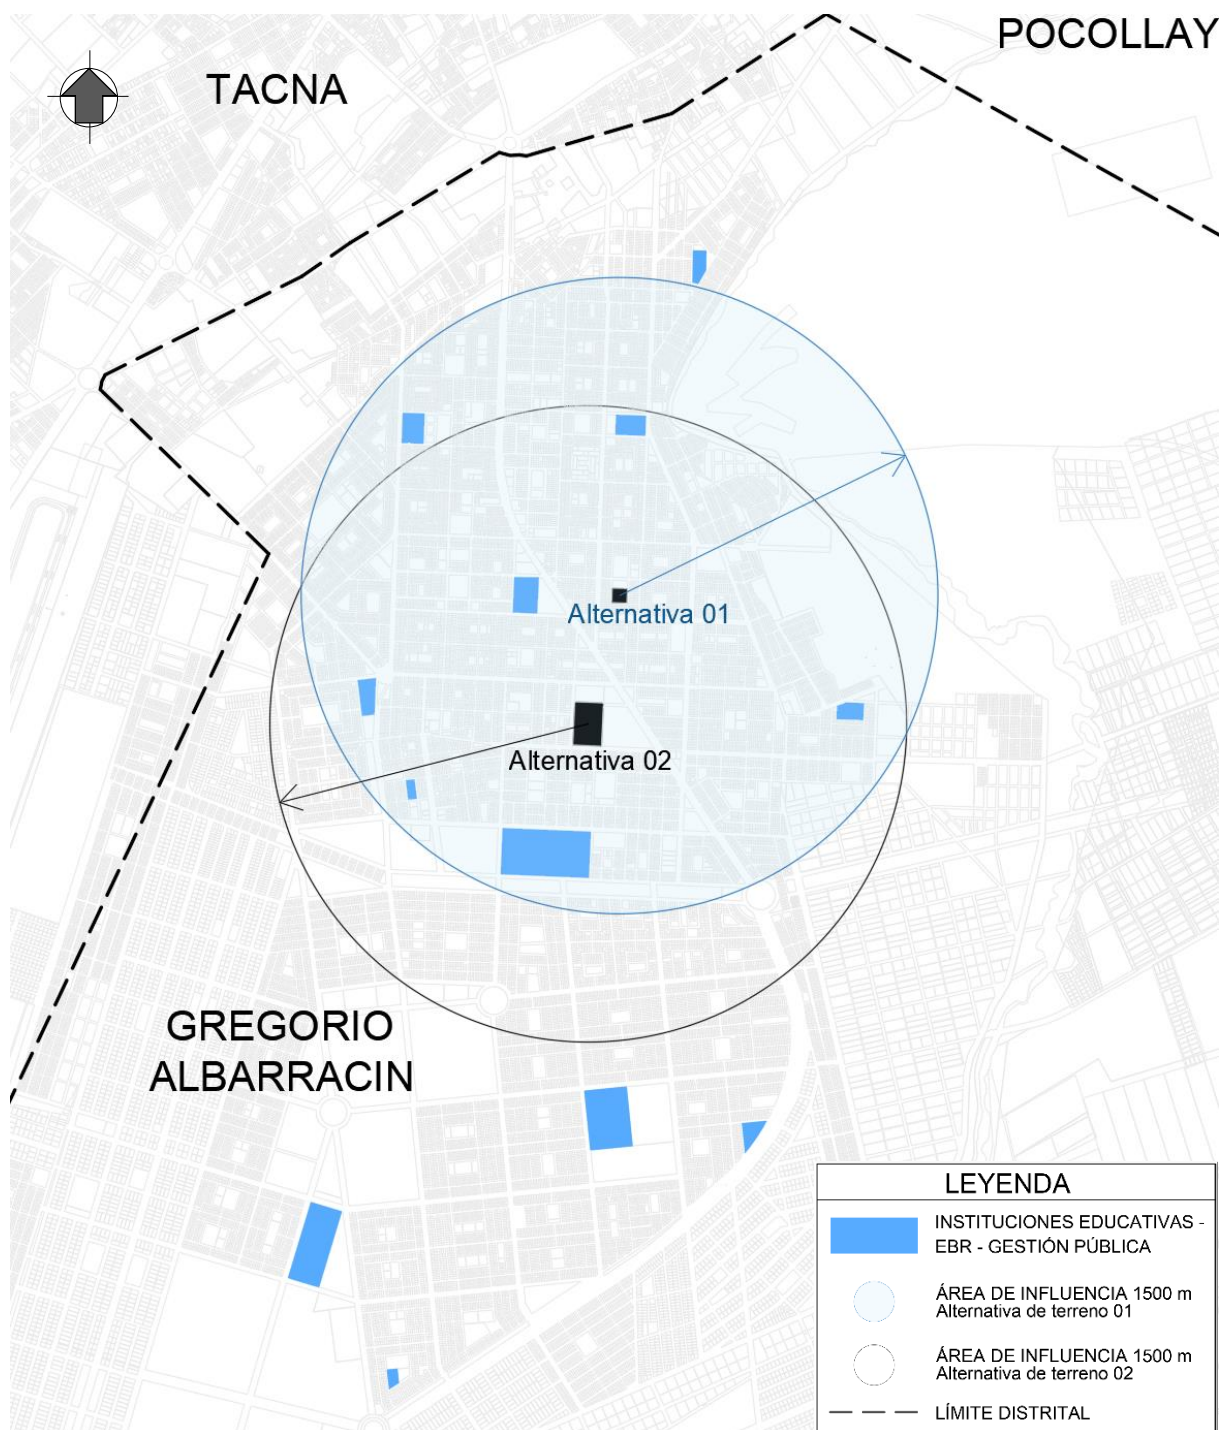 POCOLLAY
TACNA
Alternativa 01
Alternativa 02
GREGORIO
ALBARRACIN
LEYENDA
INSTITUCIONES EDUCATIVAS -
EBR - GESTIÓN PÚBLICA
ÁREA DE INFLUENCIA 1500 m
Alternativa de terreno 01
ÁREA DE INFLUENCIA 1500 m
Alternativa de terreno 02
LÍMITE DISTRITAL